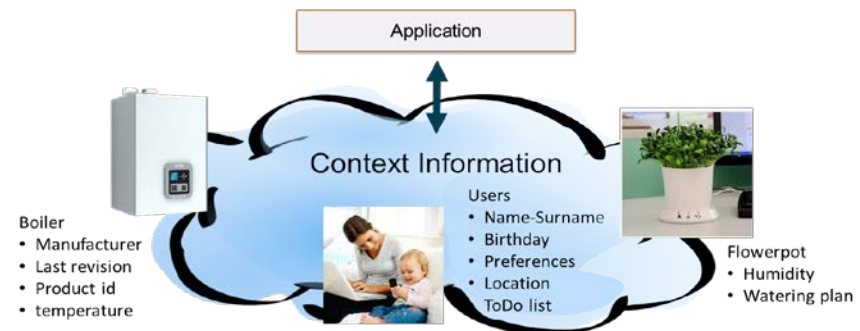 Application
Context Information
Boiler
• Manufacturer
• Last revision
• Product id
• temperature
Users
• Name-Surname
• Birthday
• Preferences
• Location
ToDo list
Flowerpot
• Humidity
• Watering plan